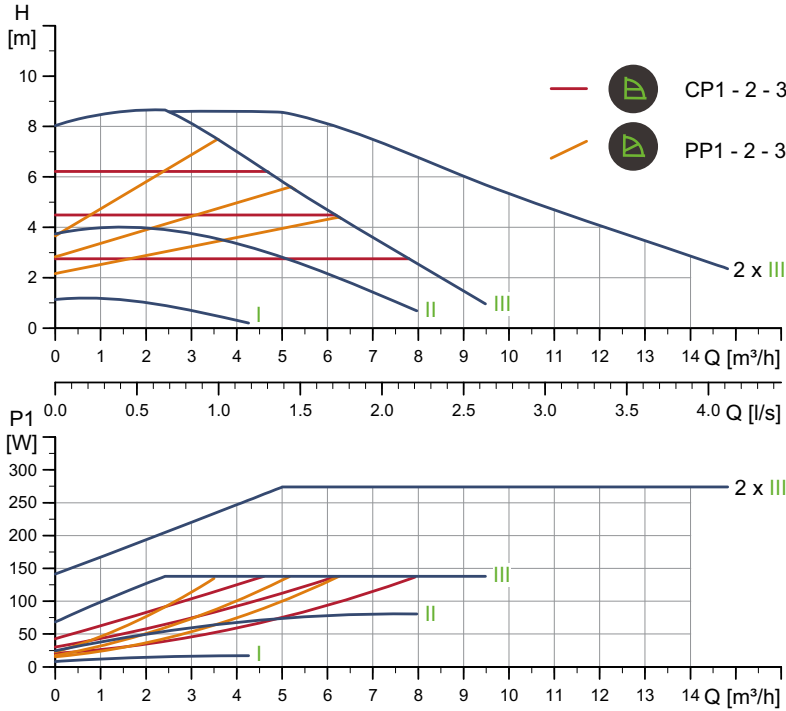 H
[m]
10
8
6
4
2
0
CP1 - 2 - 3
PP1 - 2 - 3
2 x III
III
II
I
0 1 2 3 4 5 6 7 8 9 10 11 12 13 14 Q [m³/h]
0.0 0.5 1.0 1.5 2.0 2.5 3.0 3.5 4.0 Q [l/s]
P1
[W]
300
250
200
150
100
50
0
2 x III
III
II
I
0 1 2 3 4 5 6 7 8 9 10 11 12 13 14 Q [m³/h]